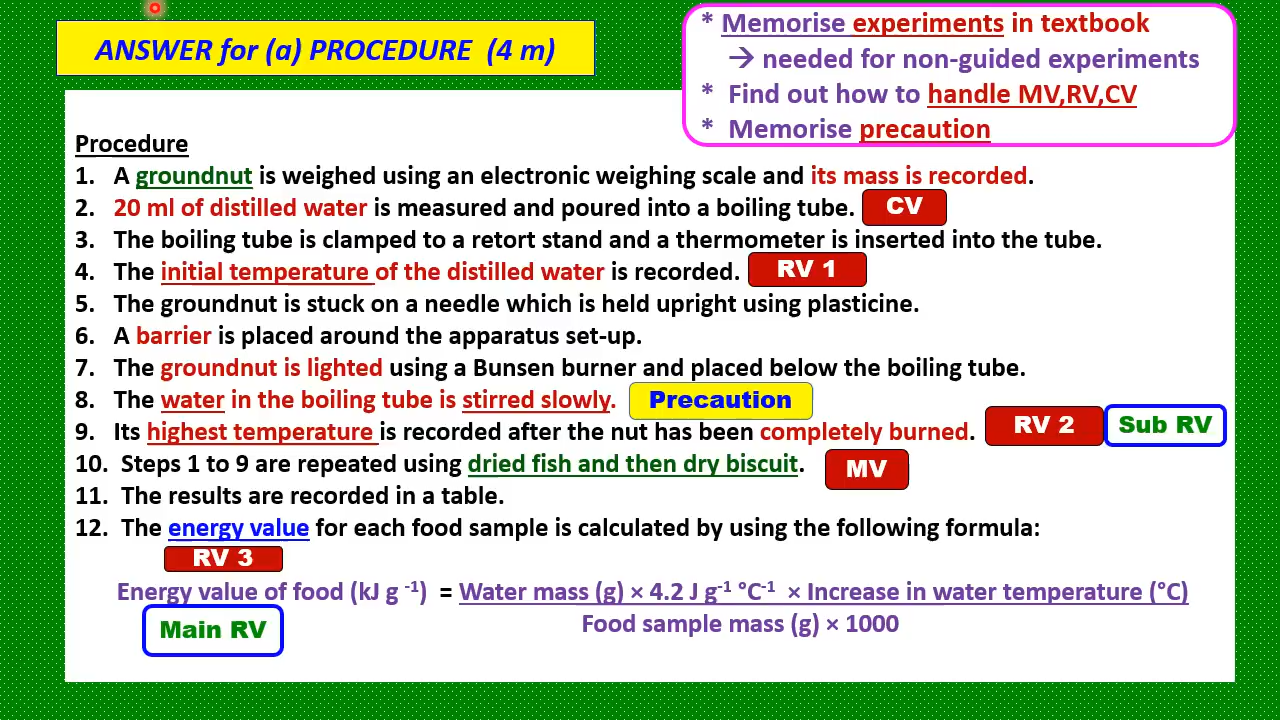 ANSWER for (a) PROCEDURE (4 m)
* Memorise experiments in textbook
→ needed for non-guided experiments
* Find out how to handle MV,RV,CV
* Memorise precaution
Procedure
1. A groundnut is weighed using an electronic weighing scale and its mass is recorded.
2. 20 ml of distilled water is measured and poured into a boiling tube. CV
3. The boiling tube is clamped to a retort stand and a thermometer is inserted into the tube.
4. The initial temperature of the distilled water is recorded. RV 1
5. The groundnut is stuck on a needle which is held upright using plasticine.
6. A barrier is placed around the apparatus set-up.
7. The groundnut is lighted using a Bunsen burner and placed below the boiling tube.
8. The water in the boiling tube is stirred slowly. Precaution
9. Its highest temperature is recorded after the nut has been completely burned. RV 2 Sub RV
10. Steps 1 to 9 are repeated using dried fish and then dry biscuit. MV
11. The results are recorded in a table.
12. The energy value for each food sample is calculated by using the following formula:
RV 3
Energy value of food (kJ g⁻¹) = Water mass (g) × 4.2 J g⁻¹ °C⁻¹ × Increase in water temperature (°C)
Main RV Food sample mass (g) × 1000